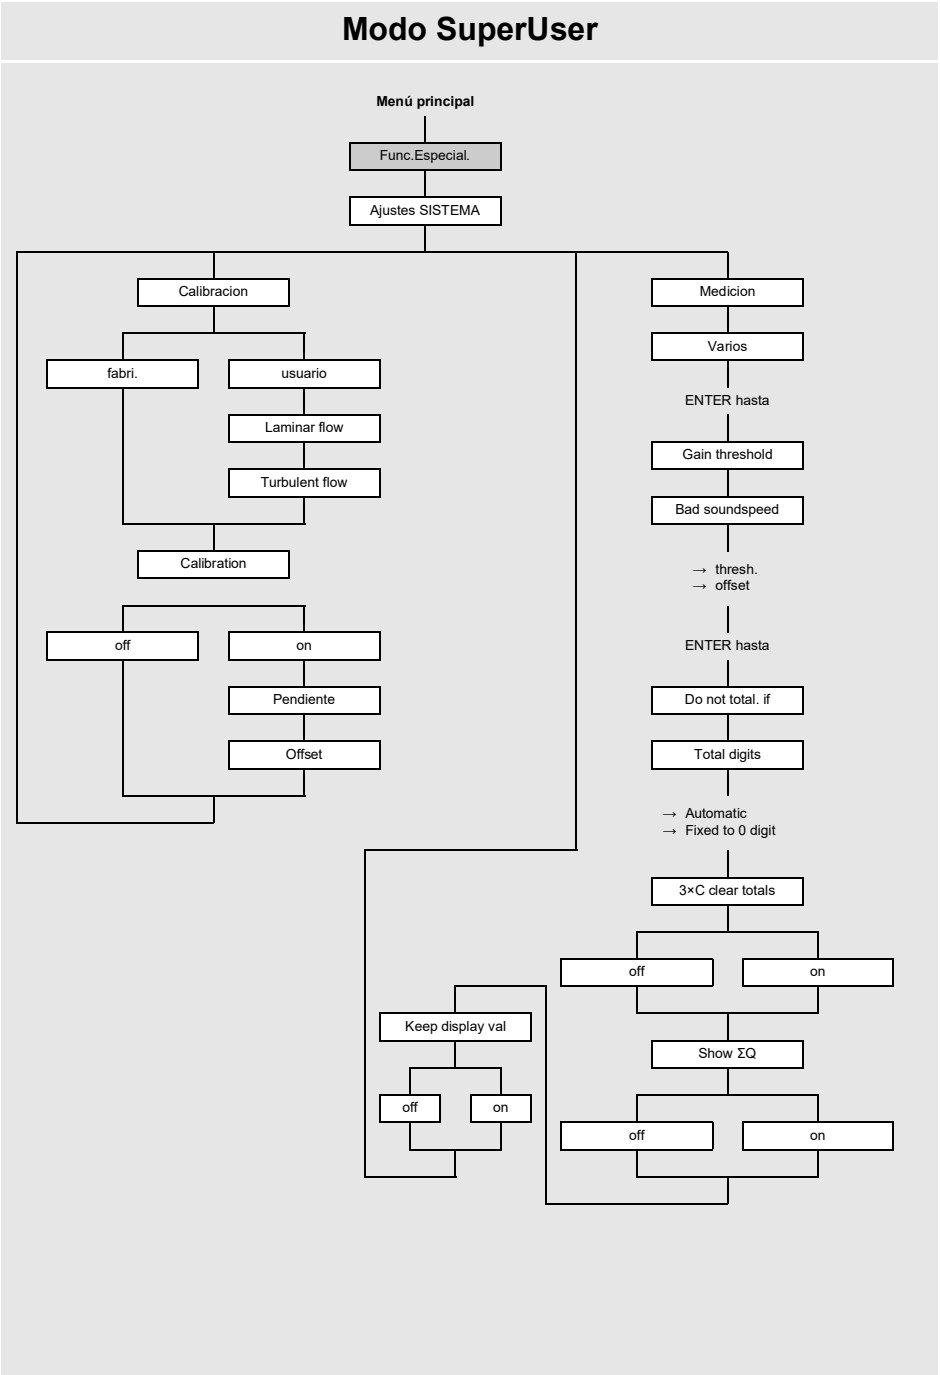 Modo SuperUser
Menú principal
Func.Especial.
Ajustes SISTEMA
Calibracion
fabri.
usuario
Laminar flow
Turbulent flow
Calibration
off
on
Pendiente
Offset
Medicion
Varios
ENTER hasta
Gain threshold
Bad soundspeed
→ thresh.
→ offset
ENTER hasta
Do not total. if
Total digits
→ Automatic
→ Fixed to 0 digit
3×C clear totals
off
on
Show ΣQ
off
on
Keep display val
off
on